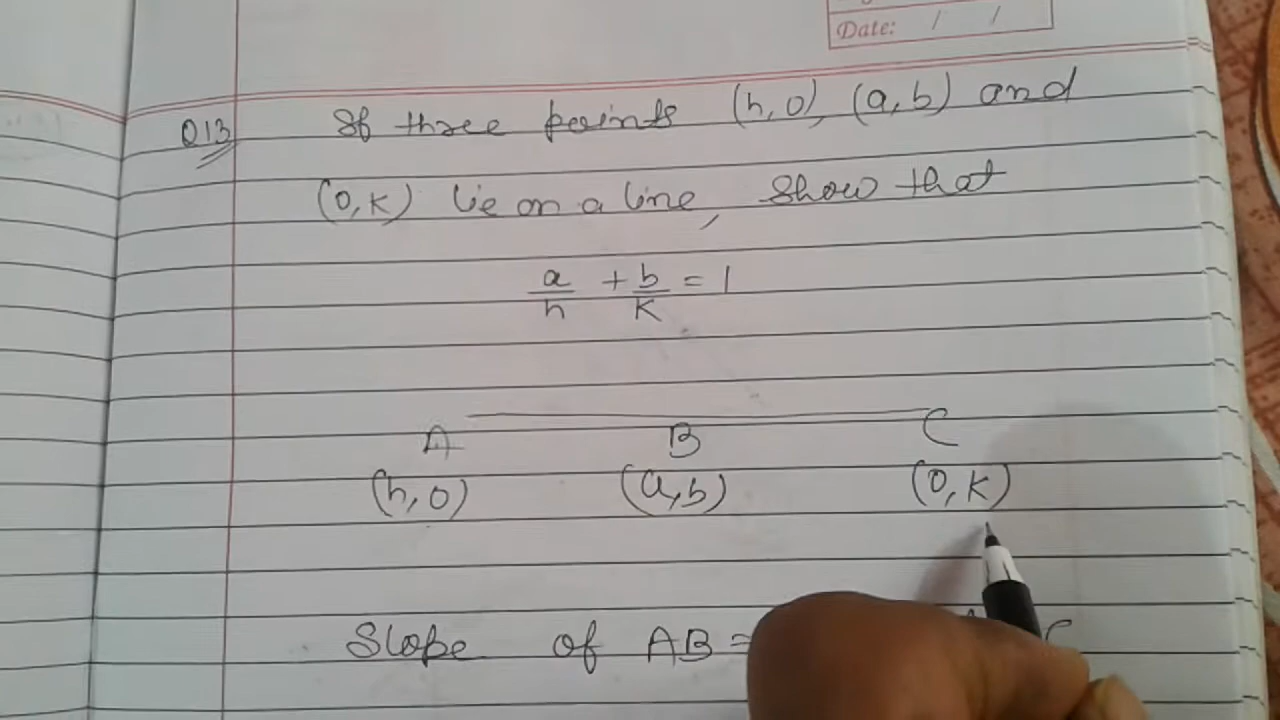 Date: / /
Q13 If three points (h,0), (a,b) and
(0,K) lie on a line, show that
a/h + b/K = 1
A B C
(h,0) (a,b) (0,K)
Slope of AB = C